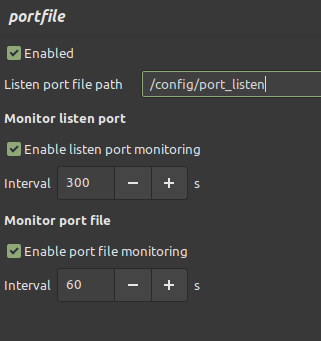 portfile
Enabled
Listen port file path /config/port_listen
Monitor listen port
Enable listen port monitoring
Interval 300 − + s
Monitor port file
Enable port file monitoring
Interval 60 − + s